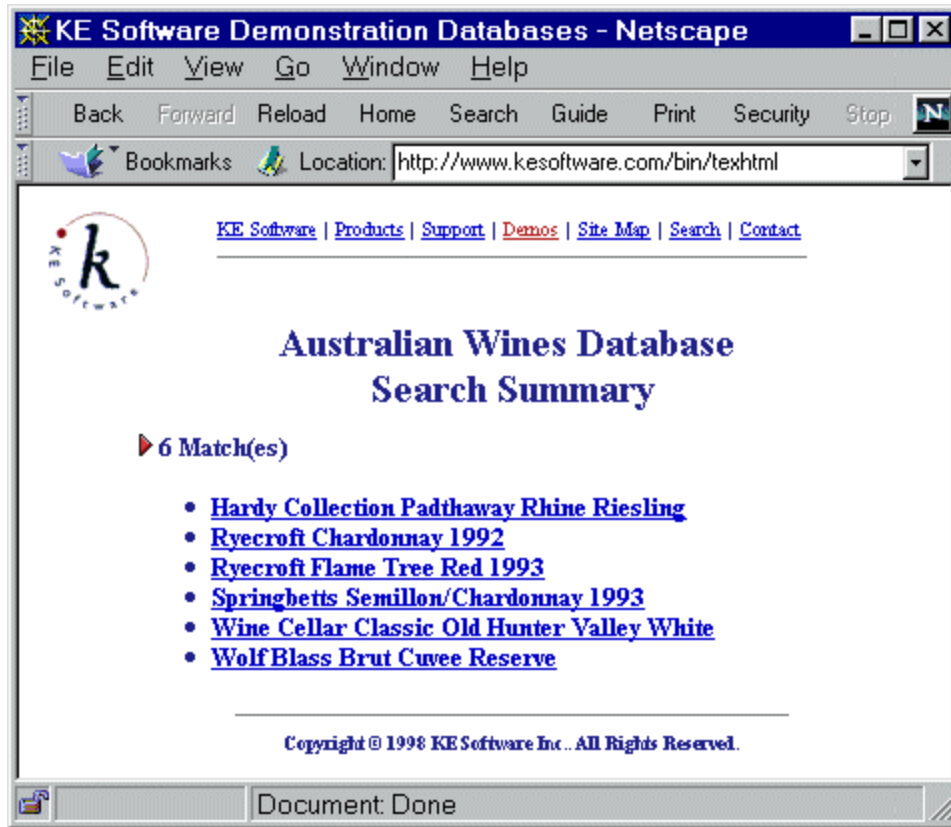 KE Software Demonstration Databases - Netscape
File Edit View Go Window Help
Back Forward Reload Home Search Guide Print Security Stop N
Bookmarks Location: http://www.kesoftware.com/bin/texhtml
k
KE Software
KE Software | Products | Support | Demos | Site Map | Search | Contact
Australian Wines Database
Search Summary
6 Match(es)
• Hardy Collection Padthaway Rhine Riesling
• Ryecroft Chardonnay 1992
• Ryecroft Flame Tree Red 1993
• Springbetts Semillon/Chardonnay 1993
• Wine Cellar Classic Old Hunter Valley White
• Wolf Blass Brut Cuvee Reserve
Copyright © 1998 KE Software Inc.. All Rights Reserved.
Document: Done